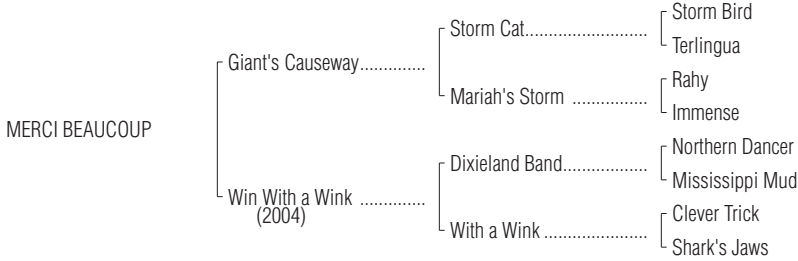 Storm Bird
Storm Cat........................
Terlingua
Giant's Causeway.............
Rahy
Mariah's Storm ................
Immense
MERCI BEAUCOUP
Northern Dancer
Dixieland Band.................
Mississippi Mud
Win With a Wink .............
(2004)
Clever Trick
With a Wink ......................
Shark's Jaws